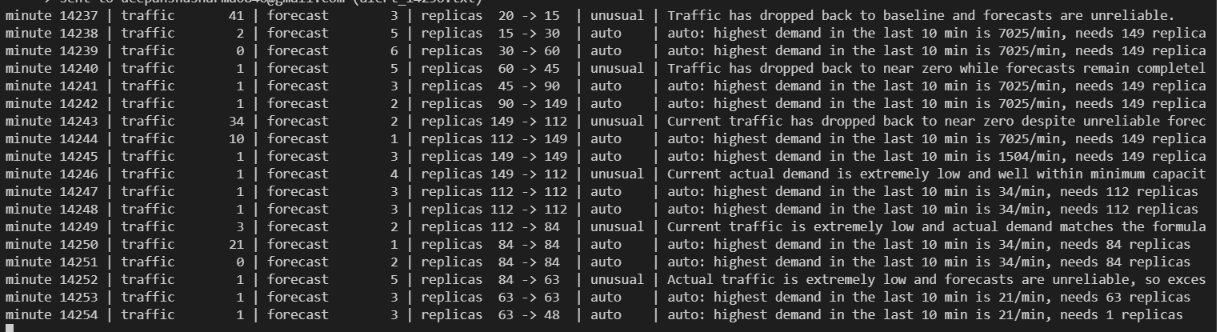 minute 14237 | traffic 41 | forecast 3 | replicas 20 -> 15 | unusual | Traffic has dropped back to baseline and forecasts are unreliable.
minute 14238 | traffic 2 | forecast 5 | replicas 15 -> 30 | auto | auto: highest demand in the last 10 min is 7025/min, needs 149 replica
minute 14239 | traffic 0 | forecast 6 | replicas 30 -> 60 | auto | auto: highest demand in the last 10 min is 7025/min, needs 149 replica
minute 14240 | traffic 1 | forecast 5 | replicas 60 -> 45 | unusual | Traffic has dropped back to near zero while forecasts remain completel
minute 14241 | traffic 1 | forecast 3 | replicas 45 -> 90 | auto | auto: highest demand in the last 10 min is 7025/min, needs 149 replica
minute 14242 | traffic 1 | forecast 2 | replicas 90 -> 149 | auto | auto: highest demand in the last 10 min is 7025/min, needs 149 replica
minute 14243 | traffic 34 | forecast 2 | replicas 149 -> 112 | unusual | Current traffic has dropped back to near zero despite unreliable forec
minute 14244 | traffic 10 | forecast 1 | replicas 112 -> 149 | auto | auto: highest demand in the last 10 min is 7025/min, needs 149 replica
minute 14245 | traffic 1 | forecast 3 | replicas 149 -> 149 | auto | auto: highest demand in the last 10 min is 1504/min, needs 149 replica
minute 14246 | traffic 1 | forecast 4 | replicas 149 -> 112 | unusual | Current actual demand is extremely low and well within minimum capacit
minute 14247 | traffic 1 | forecast 3 | replicas 112 -> 112 | auto | auto: highest demand in the last 10 min is 34/min, needs 112 replicas
minute 14248 | traffic 1 | forecast 3 | replicas 112 -> 112 | auto | auto: highest demand in the last 10 min is 34/min, needs 112 replicas
minute 14249 | traffic 3 | forecast 2 | replicas 112 -> 84 | unusual | Current traffic is extremely low and actual demand matches the formula
minute 14250 | traffic 21 | forecast 1 | replicas 84 -> 84 | auto | auto: highest demand in the last 10 min is 34/min, needs 84 replicas
minute 14251 | traffic 0 | forecast 2 | replicas 84 -> 84 | auto | auto: highest demand in the last 10 min is 34/min, needs 84 replicas
minute 14252 | traffic 1 | forecast 5 | replicas 84 -> 63 | unusual | Actual traffic is extremely low and forecasts are unreliable, so exces
minute 14253 | traffic 1 | forecast 3 | replicas 63 -> 63 | auto | auto: highest demand in the last 10 min is 21/min, needs 63 replicas
minute 14254 | traffic 1 | forecast 3 | replicas 63 -> 48 | auto | auto: highest demand in the last 10 min is 21/min, needs 1 replicas